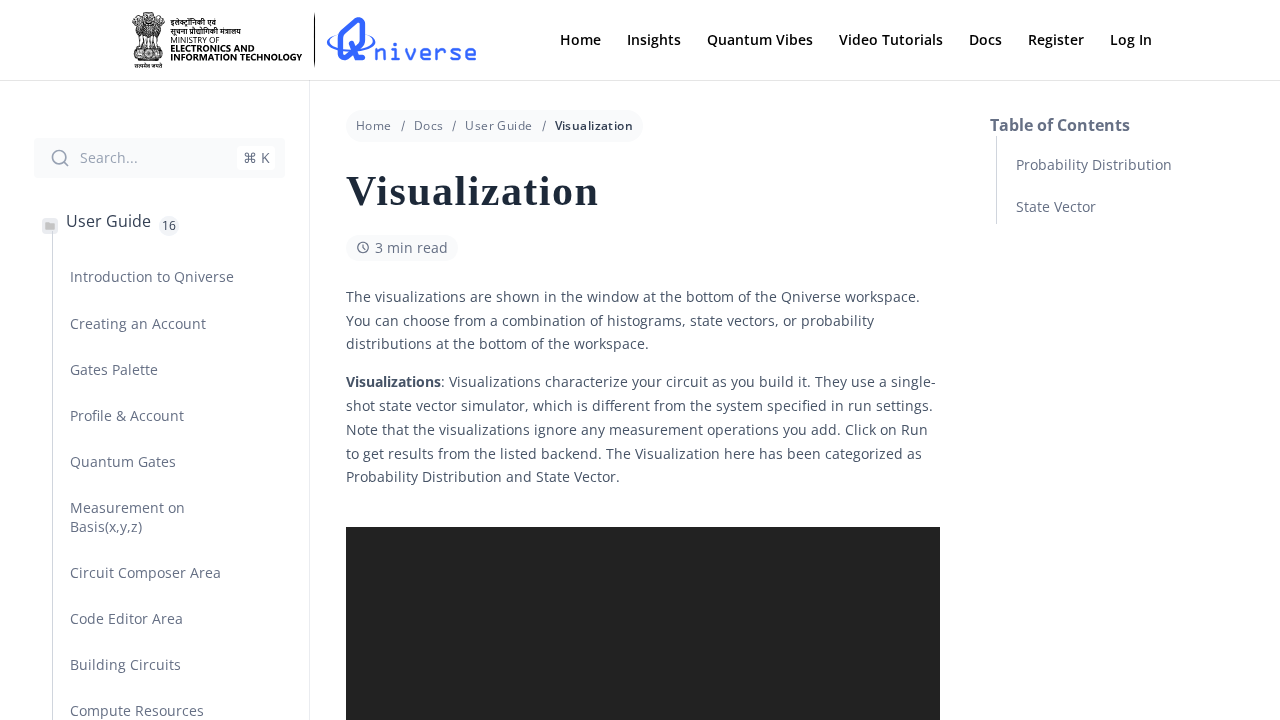 इलेक्ट्रॉनिकी एवं
सूचना प्रौद्योगिकी मंत्रालय
MINISTRY OF
ELECTRONICS AND
INFORMATION TECHNOLOGY
सत्यमेव जयते
Qniverse
Home
Insights
Quantum Vibes
Video Tutorials
Docs
Register
Log In
Search...
⌘ K
User Guide 16
Introduction to Qniverse
Creating an Account
Gates Palette
Profile & Account
Quantum Gates
Measurement on
Basis(x,y,z)
Circuit Composer Area
Code Editor Area
Building Circuits
Compute Resources
Home / Docs / User Guide / Visualization
Visualization
3 min read
The visualizations are shown in the window at the bottom of the Qniverse workspace.
You can choose from a combination of histograms, state vectors, or probability
distributions at the bottom of the workspace.
Visualizations: Visualizations characterize your circuit as you build it. They use a single-
shot state vector simulator, which is different from the system specified in run settings.
Note that the visualizations ignore any measurement operations you add. Click on Run
to get results from the listed backend. The Visualization here has been categorized as
Probability Distribution and State Vector.
Table of Contents
Probability Distribution
State Vector